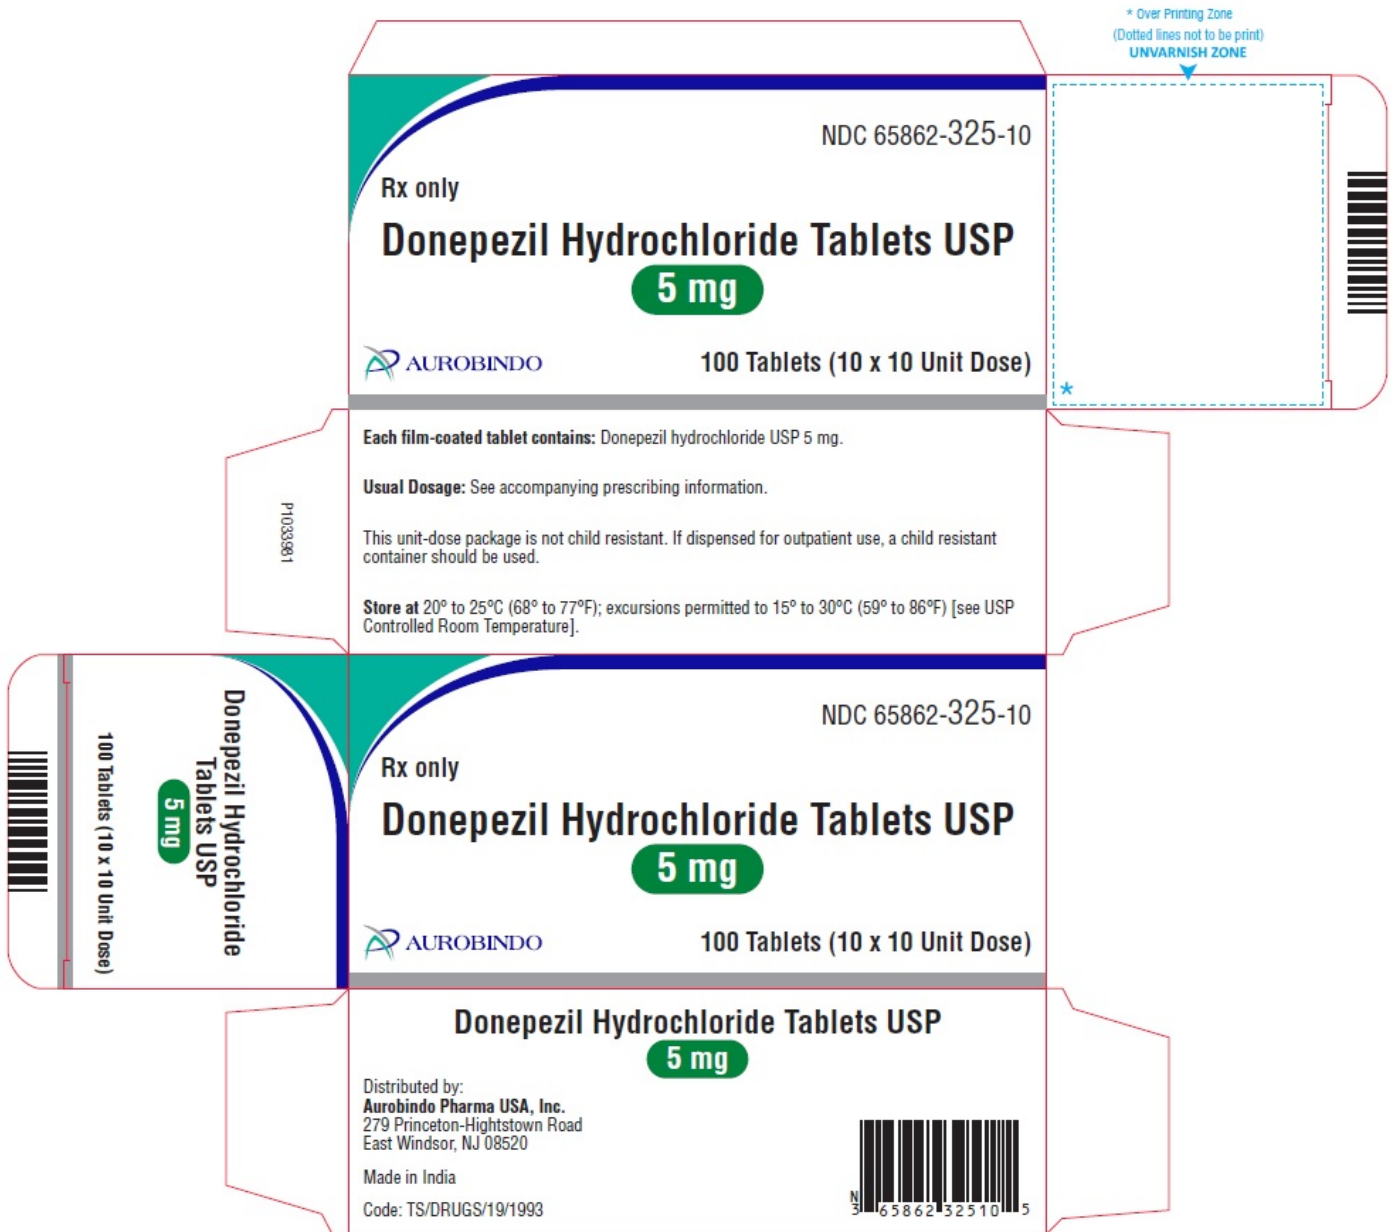 * Over Printing Zone
(Dotted lines not to be print)
UNVARNISH ZONE
NDC 65862-325-10
Rx only
Donepezil Hydrochloride Tablets USP
5 mg
AUROBINDO
100 Tablets (10 x 10 Unit Dose)
*
Each film-coated tablet contains: Donepezil hydrochloride USP 5 mg.
Usual Dosage: See accompanying prescribing information.
This unit-dose package is not child resistant. If dispensed for outpatient use, a child resistant
container should be used.
Store at 20° to 25°C (68° to 77°F); excursions permitted to 15° to 30°C (59° to 86°F) [see USP
Controlled Room Temperature].
P1033981
Donepezil Hydrochloride
Tablets USP
5 mg
100 Tablets (10 x 10 Unit Dose)
NDC 65862-325-10
Rx only
Donepezil Hydrochloride Tablets USP
5 mg
AUROBINDO
100 Tablets (10 x 10 Unit Dose)
Donepezil Hydrochloride Tablets USP
5 mg
Distributed by:
Aurobindo Pharma USA, Inc.
279 Princeton-Hightstown Road
East Windsor, NJ 08520
Made in India
Code: TS/DRUGS/19/1993
N
3 65862 32510 5